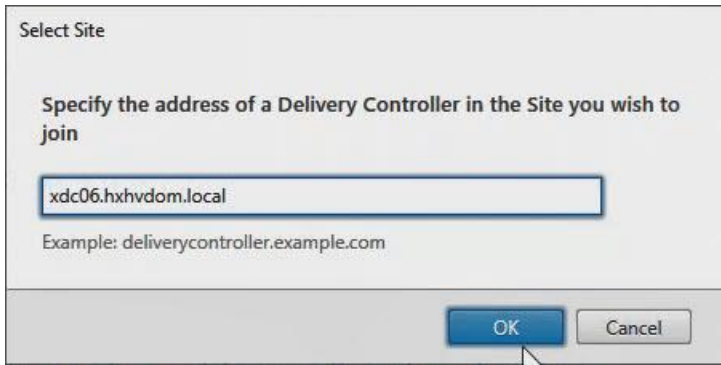 Select Site
Specify the address of a Delivery Controller in the Site you wish to
join
xdc06.hxhvdom.local
Example: deliverycontroller.example.com
OK Cancel